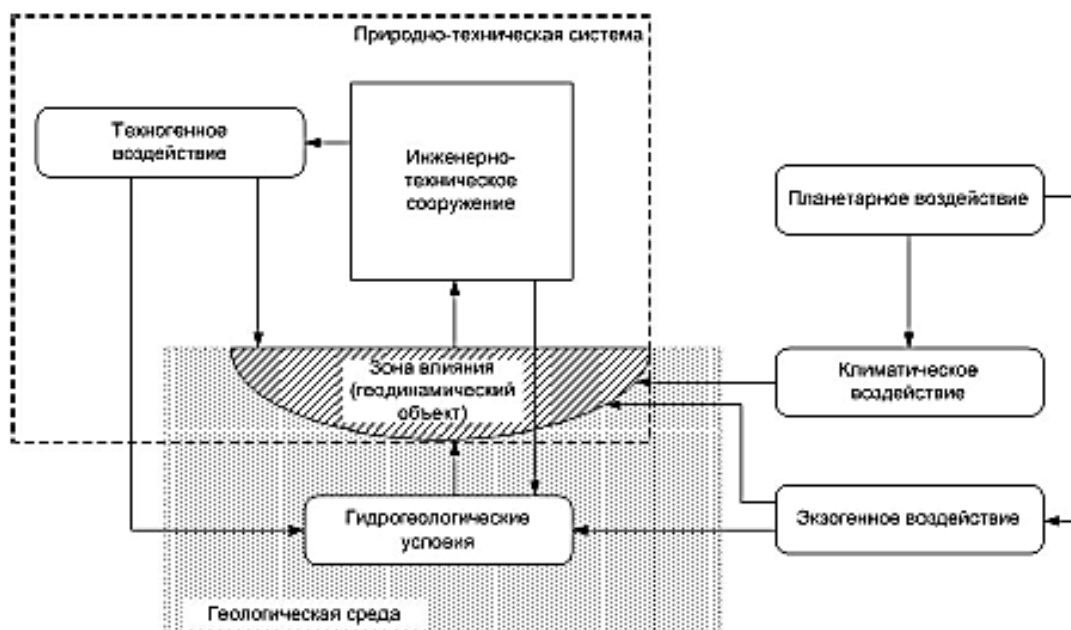 Природно-техническая система
Техногенное
воздействие
Инженерно-
техническое
сооружение
Планетарное воздействие
Зона влияния
(геодинамический
объект)
Климатическое
воздействие
Гидрогеологические
условия
Экзогенное воздействие
Геологическая среда